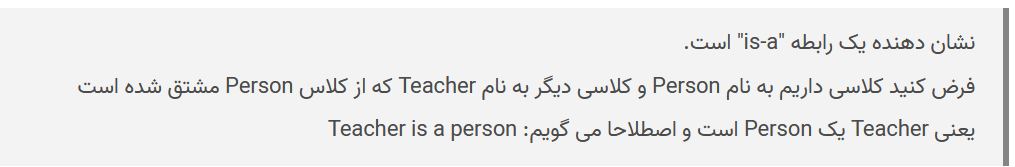 نشان دهنده یک رابطه "is-a" است.
فرض کنید کلاسی داریم به نام Person و کلاسی دیگر به نام Teacher که از کلاس Person مشتق شده است
یعنی Teacher یک Person است و اصطلاحا می گویم: Teacher is a person